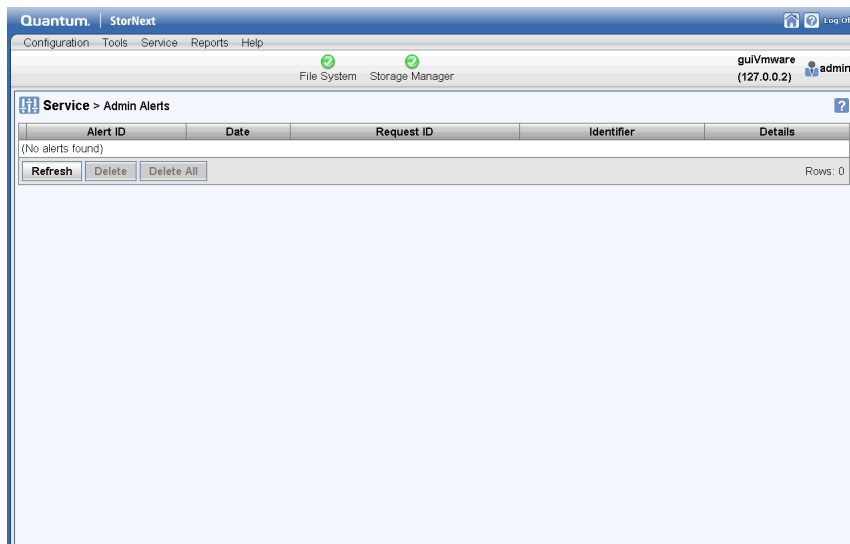 Quantum. | StorNext Log Of
Configuration Tools Service Reports Help
File System Storage Manager
guiVmware
(127.0.0.2)
admin
Service > Admin Alerts ?
Alert ID Date Request ID Identifier Details
(No alerts found)
Refresh Delete Delete All Rows: 0